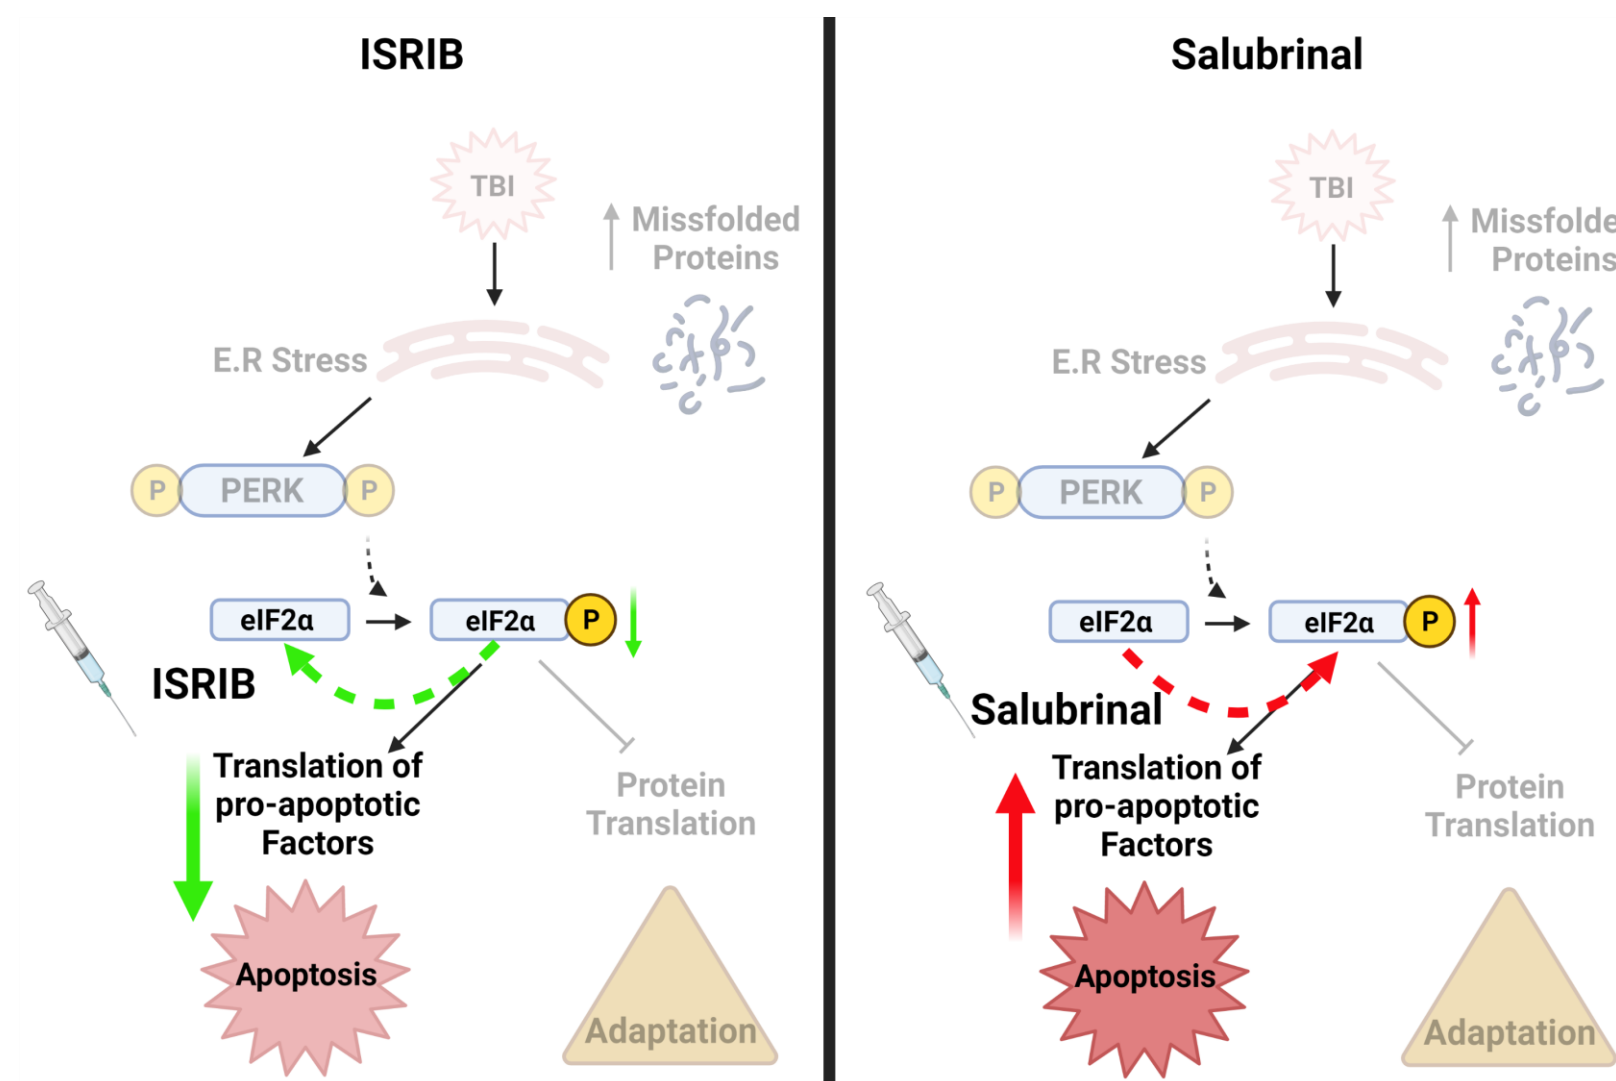 ISRIB
TBI
Missfolded
Proteins
E.R Stress
P
PERK
P
eIF2α
eIF2α
P
ISRIB
Translation of
pro-apoptotic
Factors
Protein
Translation
Apoptosis
Adaptation
Salubrinal
TBI
Missfolde
Proteins
E.R Stress
P
PERK
P
eIF2α
eIF2α
P
Salubrinal
Translation of
pro-apoptotic
Factors
Protein
Translation
Apoptosis
Adaptation